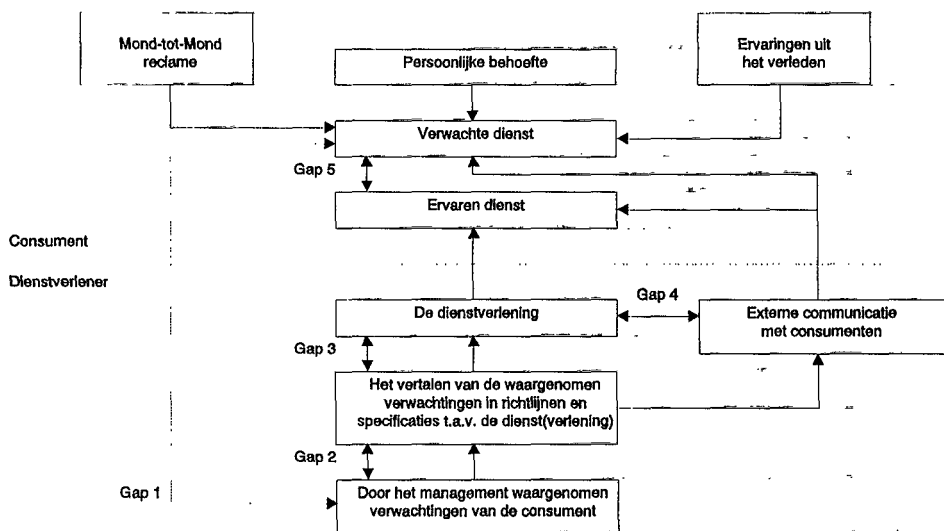 Mond-tot-Mond
reclame
Persoonlijke behoefte
Ervaringen uit
het verleden
Verwachte dienst
Gap 5
Ervaren dienst
Consument
Dienstverlener
De dienstverlening
Gap 4
Externe communicatie
met consumenten
Gap 3
Het vertalen van de waargenomen
verwachtingen in richtlijnen en
specificaties t.a.v. de dienst(verlening)
Gap 2
Gap 1
Door het management waargenomen
verwachtingen van de consument